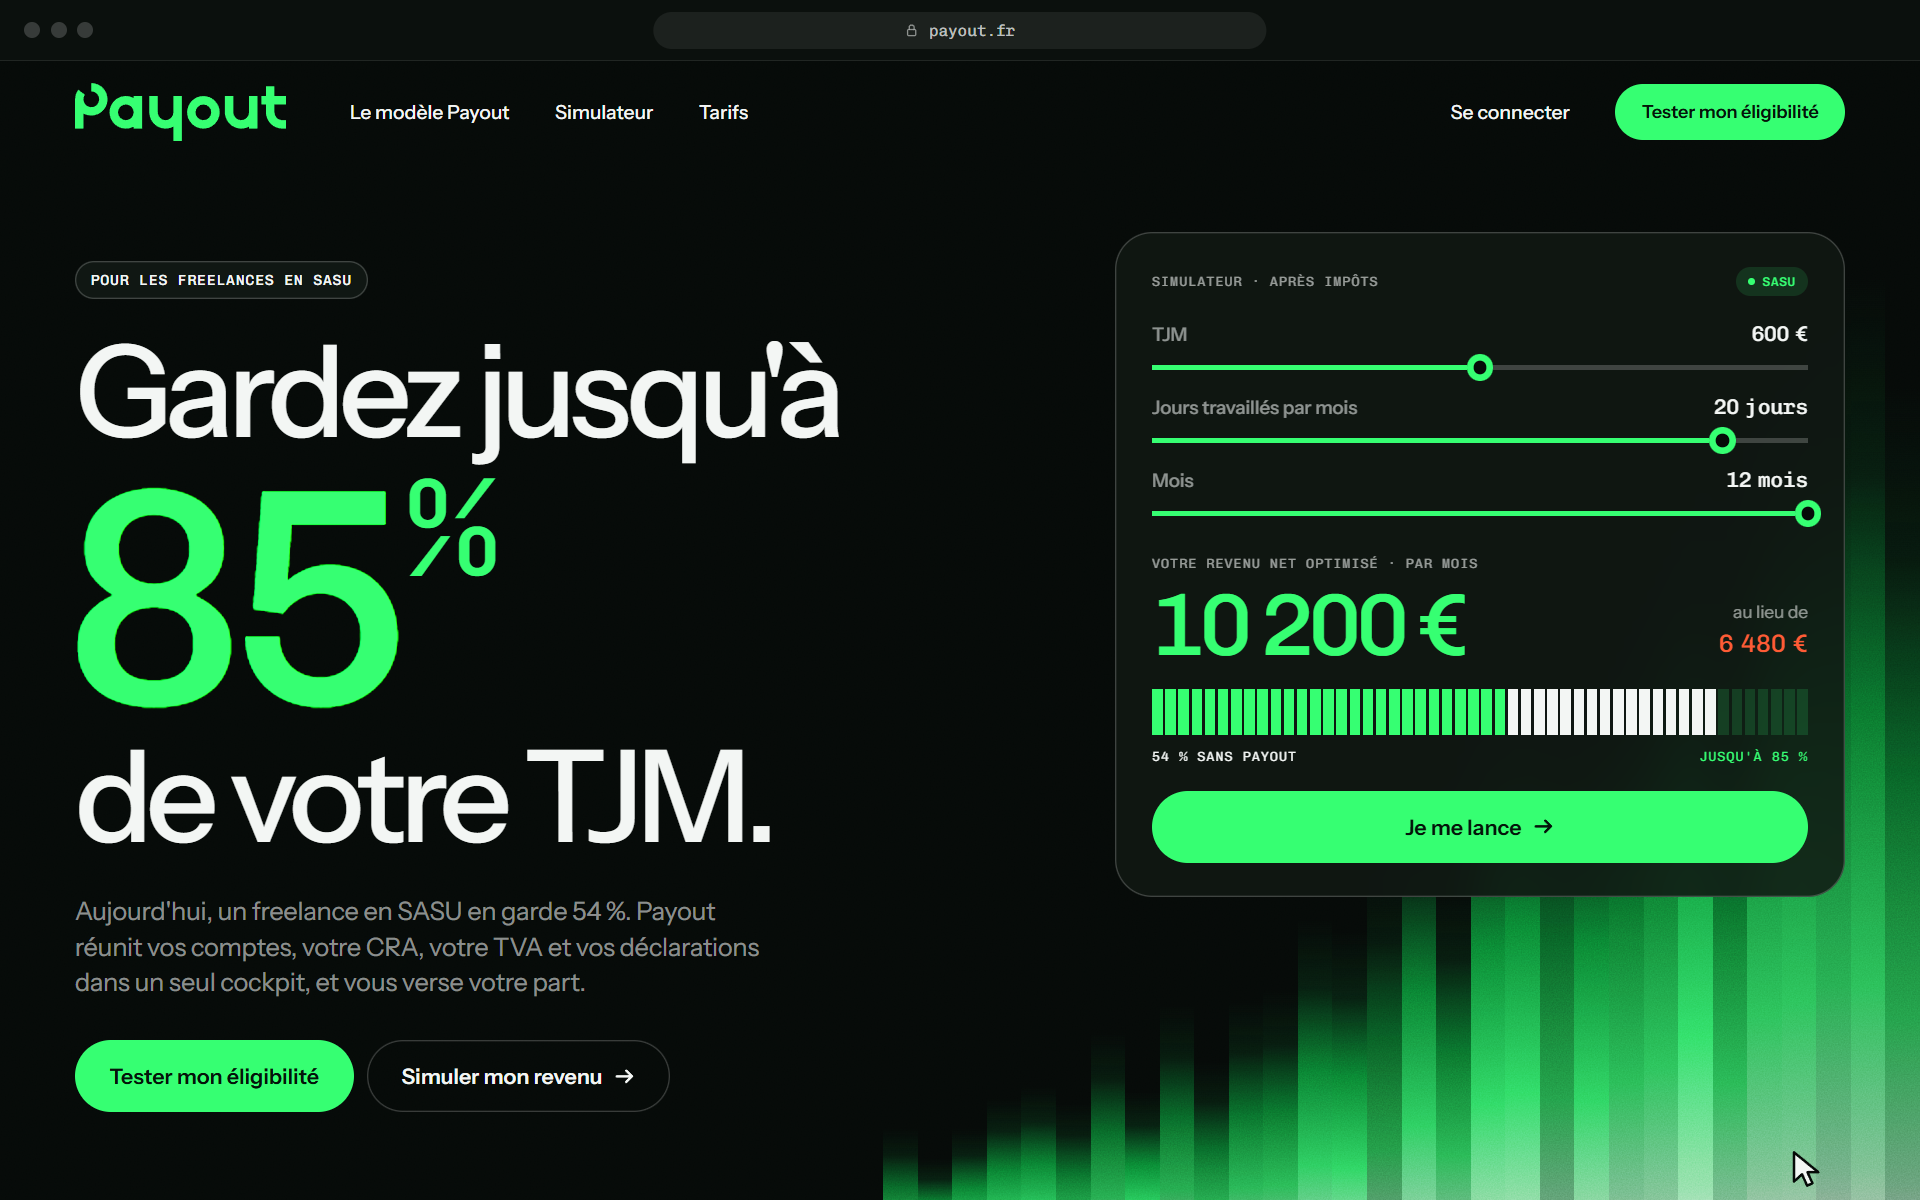 payout.fr
Payout
Le modèle Payout
Simulateur
Tarifs
Se connecter
Tester mon éligibilité
POUR LES FREELANCES EN SASU
Gardez jusqu'à
85%
de votre TJM.
Aujourd'hui, un freelance en SASU en garde 54 %. Payout
réunit vos comptes, votre CRA, votre TVA et vos déclarations
dans un seul cockpit, et vous verse votre part.
Tester mon éligibilité
Simuler mon revenu →
SIMULATEUR · APRÈS IMPÔTS
SASU
TJM
600 €
Jours travaillés par mois
20 jours
Mois
12 mois
VOTRE REVENU NET OPTIMISÉ · PAR MOIS
10 200 €
au lieu de
6 480 €
54 % SANS PAYOUT
JUSQU'À 85 %
Je me lance →